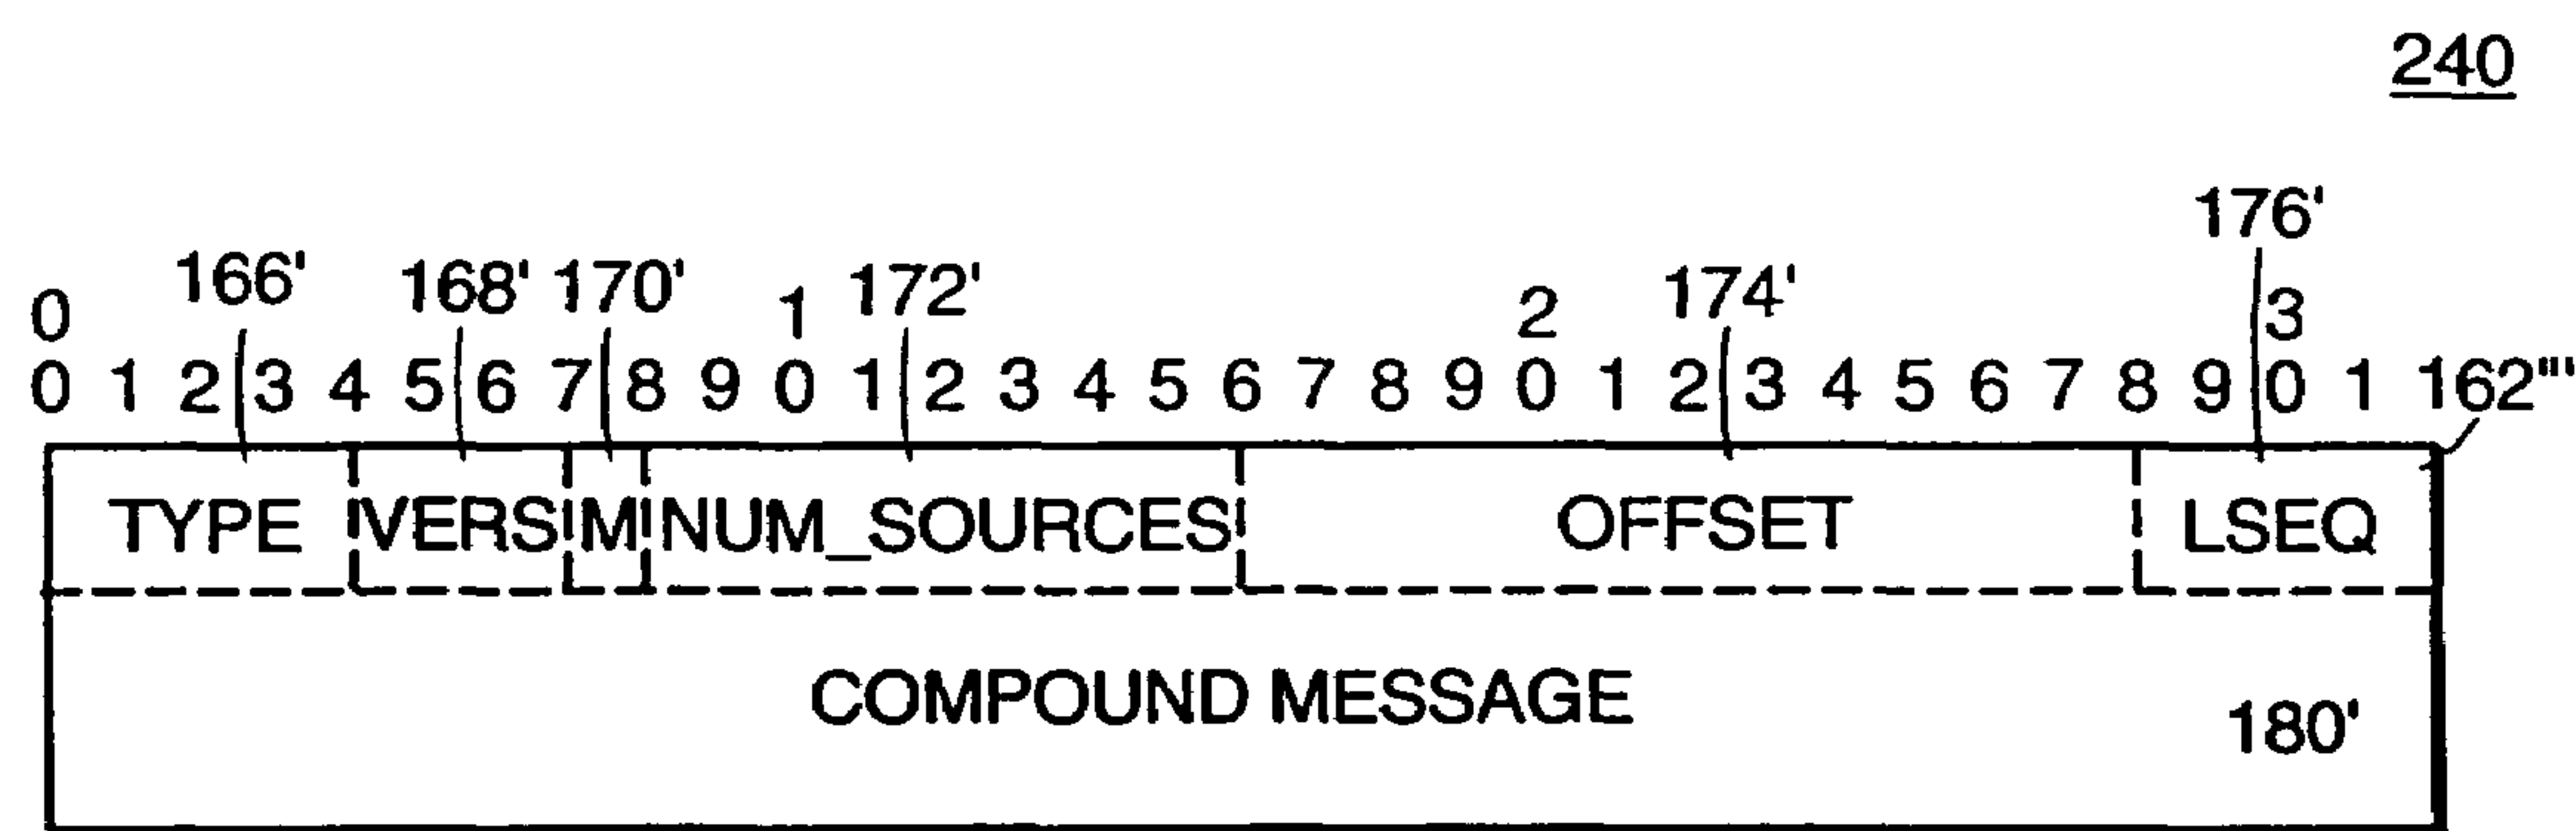 240
176'
166' 168' 170' 172' 174'
0 1 2 3
0 1 2 3 4 5 6 7 8 9 0 1 2 3 4 5 6 7 8 9 0 1 2 3 4 5 6 7 8 9 0 1 162'''
TYPE VERS M NUM_SOURCES OFFSET LSEQ
COMPOUND MESSAGE
180'